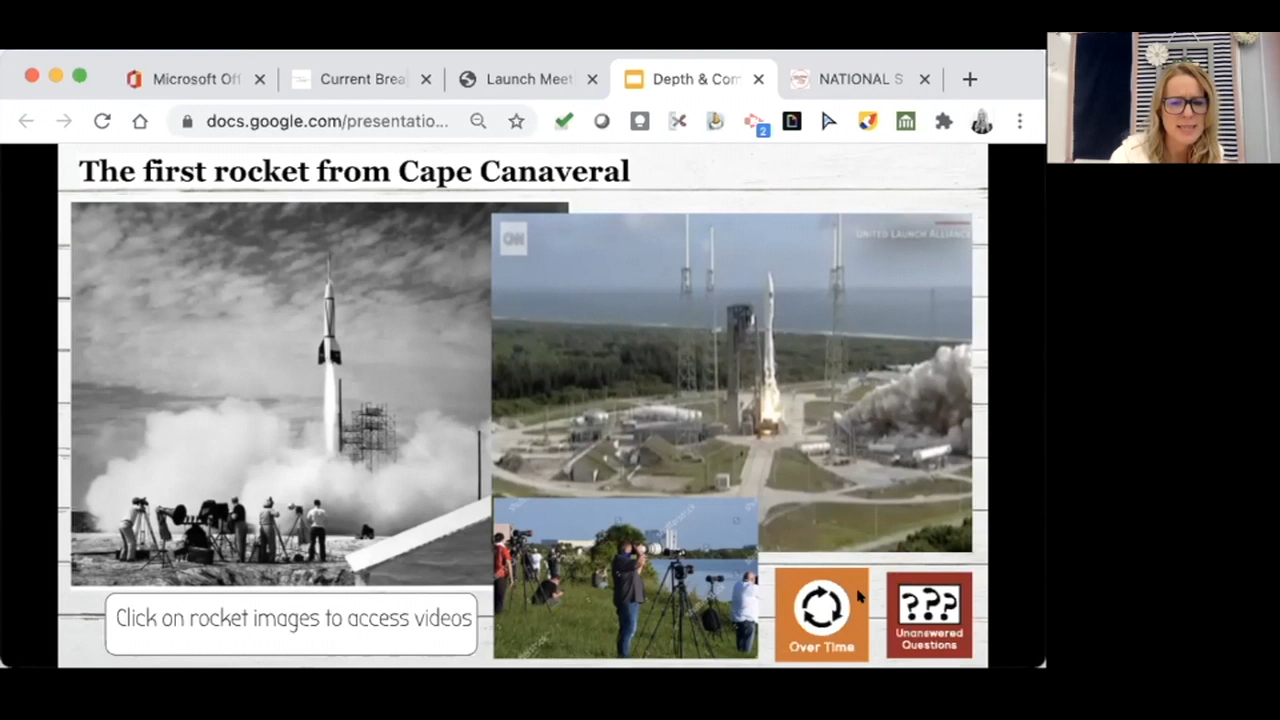 Microsoft Off
Current Brea
Launch Meet
Depth & Com
NATIONAL S
docs.google.com/presentatio...
2
The first rocket from Cape Canaveral
CNN
UNITED LAUNCH ALLIANCE
Click on rocket images to access videos
Over Time
???
Unanswered
Questions